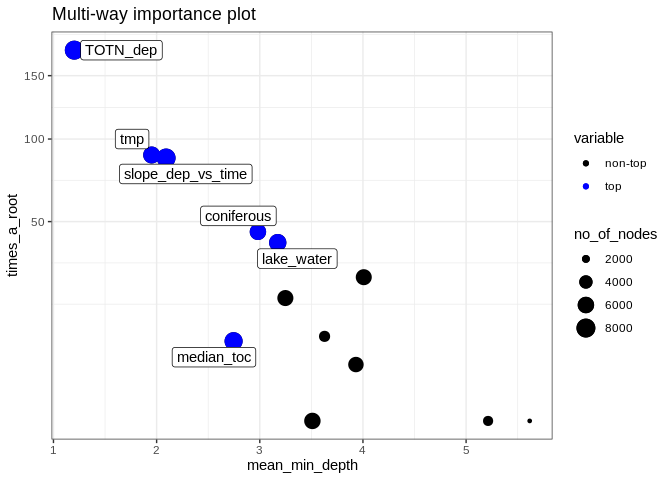 Multi-way importance plot
TOTN_dep
tmp
slope_dep_vs_time
coniferous
lake_water
median_toc
150
100
50
times_a_root
1 2 3 4 5
mean_min_depth
variable
non-top
top
no_of_nodes
2000
4000
6000
8000